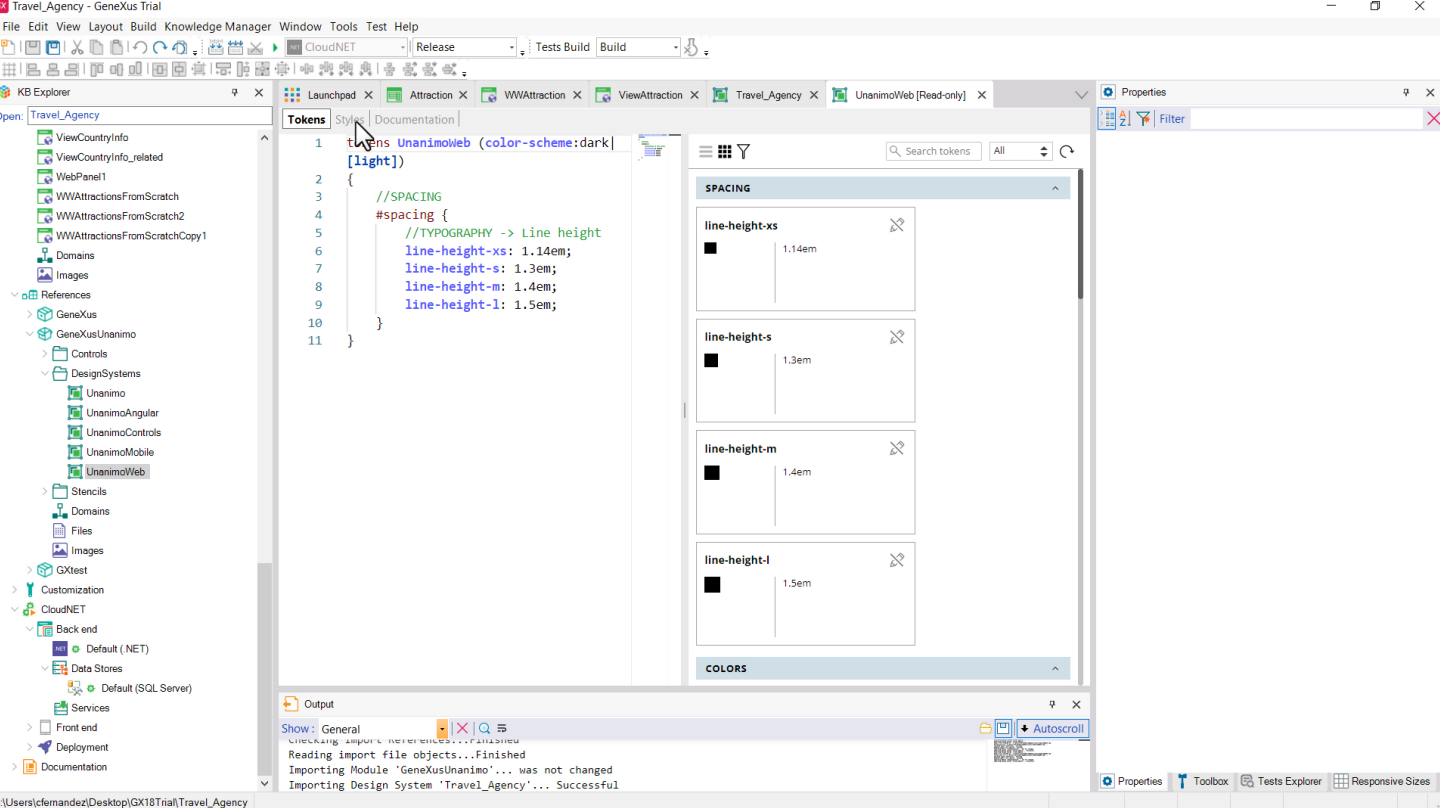 Travel_Agency - GeneXus Trial
File Edit View Layout Build Knowledge Manager Window Tools Test Help
CloudNET Release Tests Build Build
KB Explorer
Open: Travel_Agency
ViewCountryInfo
ViewCountryInfo_related
WebPanel1
WWAttractionsFromScratch
WWAttractionsFromScratch2
WWAttractionsFromScratchCopy1
Domains
Images
References
GeneXus
GeneXusUnanimo
Controls
DesignSystems
Unanimo
UnanimoAngular
UnanimoControls
UnanimoMobile
UnanimoWeb
Stencils
Domains
Files
Images
GXtest
Customization
CloudNET
Back end
Default (.NET)
Data Stores
Default (SQL Server)
Services
Front end
Deployment
Documentation
Launchpad Attraction WWAttraction ViewAttraction Travel_Agency UnanimoWeb [Read-only]
Tokens Styles Documentation
1 tokens UnanimoWeb (color-scheme:dark|
[light])
2 {
3 //SPACING
4 #spacing {
5 //TYPOGRAPHY -> Line height
6 line-height-xs: 1.14em;
7 line-height-s: 1.3em;
8 line-height-m: 1.4em;
9 line-height-l: 1.5em;
10 }
11 }
Search tokens All
SPACING
line-height-xs
1.14em
line-height-s
1.3em
line-height-m
1.4em
line-height-l
1.5em
COLORS
Output
Show: General Autoscroll
Checking Import References...Finished
Reading import file objects...Finished
Importing Module 'GeneXusUnanimo'... was not changed
Importing Design System 'Travel_Agency'... Successful
Properties
Filter
Properties Toolbox Tests Explorer Responsive Sizes
:\Users\cfernandez\Desktop\GX18Trial\Travel_Agency